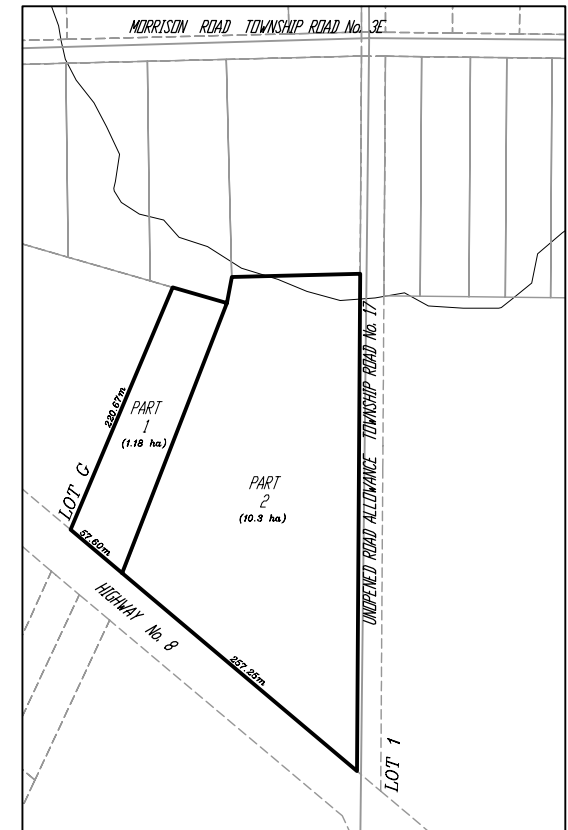 MORRISON ROAD TOWNSHIP ROAD No. 3E
UNOPENED ROAD ALLOWANCE TOWNSHIP ROAD No. 17
220.67m
PART
1
(1.18 ha)
LOT G
57.60m
PART
2
(10.3 ha)
HIGHWAY No. 8
257.25m
LOT 1